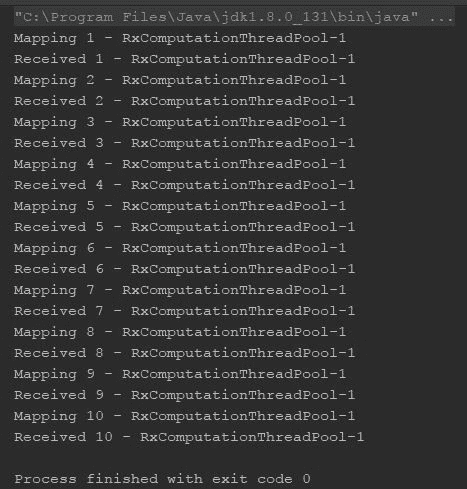 "C:\Program Files\Java\jdk1.8.0_131\bin\java" ...
Mapping 1 - RxComputationThreadPool-1
Received 1 - RxComputationThreadPool-1
Mapping 2 - RxComputationThreadPool-1
Received 2 - RxComputationThreadPool-1
Mapping 3 - RxComputationThreadPool-1
Received 3 - RxComputationThreadPool-1
Mapping 4 - RxComputationThreadPool-1
Received 4 - RxComputationThreadPool-1
Mapping 5 - RxComputationThreadPool-1
Received 5 - RxComputationThreadPool-1
Mapping 6 - RxComputationThreadPool-1
Received 6 - RxComputationThreadPool-1
Mapping 7 - RxComputationThreadPool-1
Received 7 - RxComputationThreadPool-1
Mapping 8 - RxComputationThreadPool-1
Received 8 - RxComputationThreadPool-1
Mapping 9 - RxComputationThreadPool-1
Received 9 - RxComputationThreadPool-1
Mapping 10 - RxComputationThreadPool-1
Received 10 - RxComputationThreadPool-1
Process finished with exit code 0